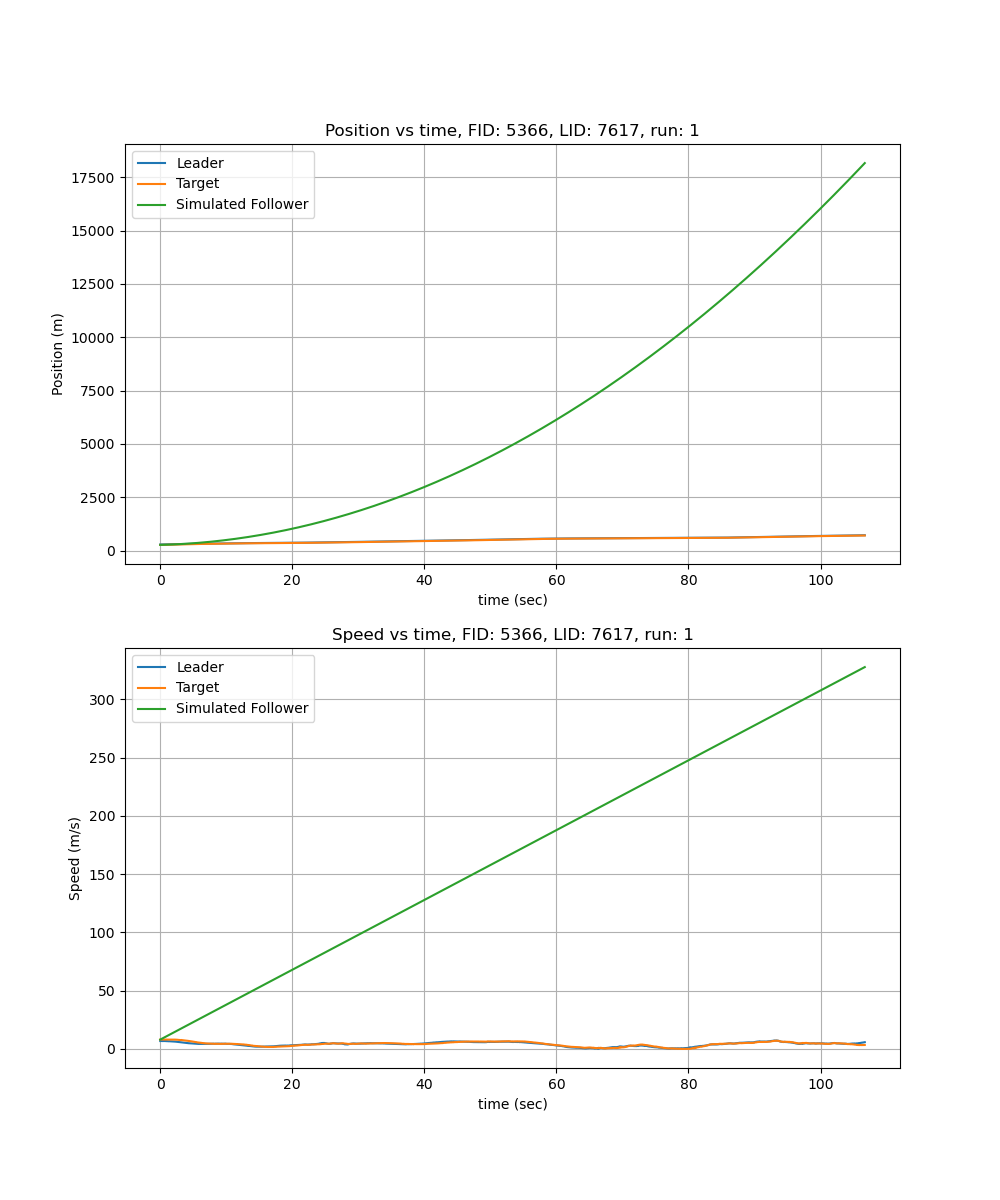 Position vs time, FID: 5366, LID: 7617, run: 1
Leader
Target
Simulated Follower
17500
15000
12500
10000
7500
5000
2500
0
Position (m)
0 20 40 60 80 100
time (sec)
Speed vs time, FID: 5366, LID: 7617, run: 1
Leader
Target
Simulated Follower
300
250
200
150
100
50
0
Speed (m/s)
0 20 40 60 80 100
time (sec)